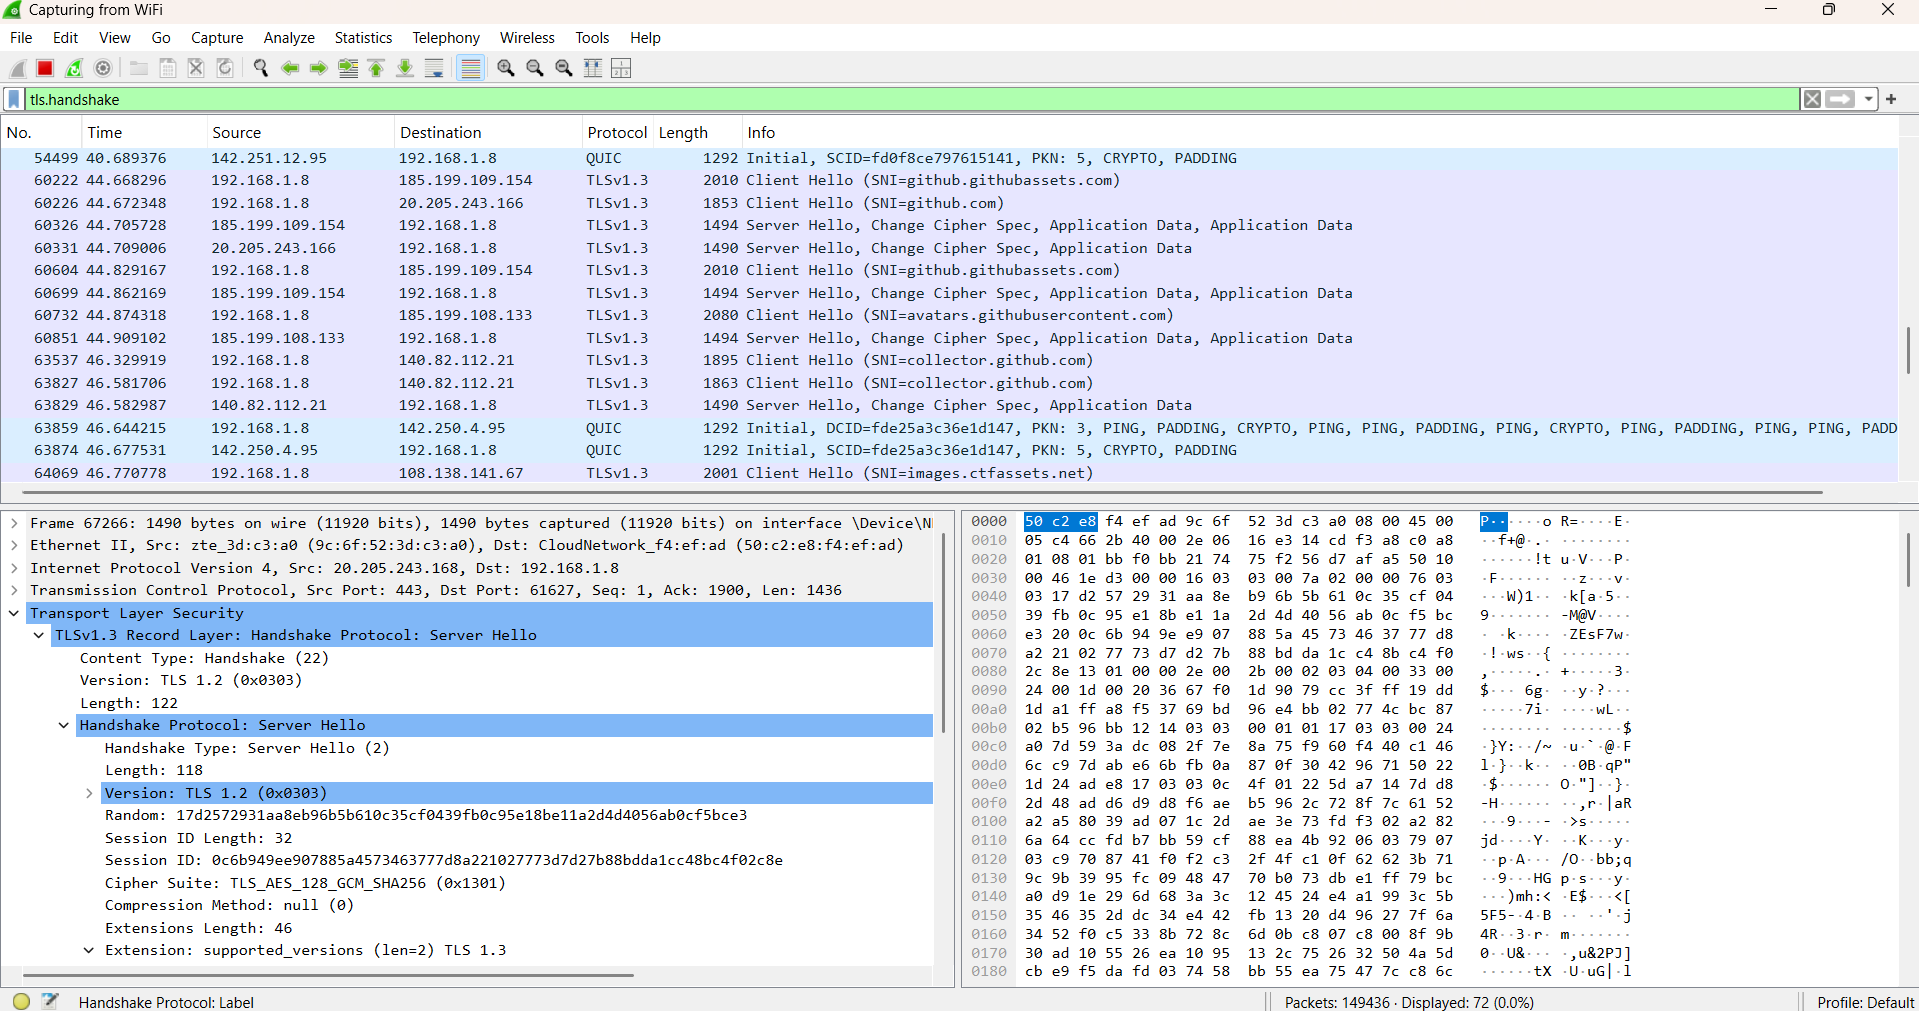 Capturing from WiFi
File Edit View Go Capture Analyze Statistics Telephony Wireless Tools Help
tls.handshake
No. Time Source Destination Protocol Length Info
54499 40.689376 142.251.12.95 192.168.1.8 QUIC 1292 Initial, SCID=fd0f8ce797615141, PKN: 5, CRYPTO, PADDING
60222 44.668296 192.168.1.8 185.199.109.154 TLSv1.3 2010 Client Hello (SNI=github.githubassets.com)
60226 44.672348 192.168.1.8 20.205.243.166 TLSv1.3 1853 Client Hello (SNI=github.com)
60326 44.705728 185.199.109.154 192.168.1.8 TLSv1.3 1494 Server Hello, Change Cipher Spec, Application Data, Application Data
60331 44.709006 20.205.243.166 192.168.1.8 TLSv1.3 1490 Server Hello, Change Cipher Spec, Application Data
60604 44.829167 192.168.1.8 185.199.109.154 TLSv1.3 2010 Client Hello (SNI=github.githubassets.com)
60699 44.862169 185.199.109.154 192.168.1.8 TLSv1.3 1494 Server Hello, Change Cipher Spec, Application Data, Application Data
60732 44.874318 192.168.1.8 185.199.108.133 TLSv1.3 2080 Client Hello (SNI=avatars.githubusercontent.com)
60851 44.909102 185.199.108.133 192.168.1.8 TLSv1.3 1494 Server Hello, Change Cipher Spec, Application Data, Application Data
63537 46.329919 192.168.1.8 140.82.112.21 TLSv1.3 1895 Client Hello (SNI=collector.github.com)
63827 46.581706 192.168.1.8 140.82.112.21 TLSv1.3 1863 Client Hello (SNI=collector.github.com)
63829 46.582987 140.82.112.21 192.168.1.8 TLSv1.3 1490 Server Hello, Change Cipher Spec, Application Data
63859 46.644215 192.168.1.8 142.250.4.95 QUIC 1292 Initial, DCID=fde25a3c36e1d147, PKN: 3, PING, PADDING, CRYPTO, PING, PING, PADDING, PING, CRYPTO, PING, PADDING, PING, PING, PADD
63874 46.677531 142.250.4.95 192.168.1.8 QUIC 1292 Initial, SCID=fde25a3c36e1d147, PKN: 5, CRYPTO, PADDING
64069 46.770778 192.168.1.8 108.138.141.67 TLSv1.3 2001 Client Hello (SNI=images.ctfassets.net)
Frame 67266: 1490 bytes on wire (11920 bits), 1490 bytes captured (11920 bits) on interface \Device\N
Ethernet II, Src: zte_3d:c3:a0 (9c:6f:52:3d:c3:a0), Dst: CloudNetwork_f4:ef:ad (50:c2:e8:f4:ef:ad)
Internet Protocol Version 4, Src: 20.205.243.168, Dst: 192.168.1.8
Transmission Control Protocol, Src Port: 443, Dst Port: 61627, Seq: 1, Ack: 1900, Len: 1436
Transport Layer Security
TLSv1.3 Record Layer: Handshake Protocol: Server Hello
Content Type: Handshake (22)
Version: TLS 1.2 (0x0303)
Length: 122
Handshake Protocol: Server Hello
Handshake Type: Server Hello (2)
Length: 118
Version: TLS 1.2 (0x0303)
Random: 17d2572931aa8eb96b5b610c35cf0439fb0c95e18be11a2d4d4056ab0cf5bce3
Session ID Length: 32
Session ID: 0c6b949ee907885a4573463777d8a221027773d7d27b88bdda1cc48bc4f02c8e
Cipher Suite: TLS_AES_128_GCM_SHA256 (0x1301)
Compression Method: null (0)
Extensions Length: 46
Extension: supported_versions (len=2) TLS 1.3
0000 50 c2 e8 f4 ef ad 9c 6f 52 3d c3 a0 08 00 45 00 P······o R=····E·
0010 05 c4 66 2b 40 00 2e 06 16 e3 14 cd f3 a8 c0 a8 ··f+@·.· ········
0020 01 08 01 bb f0 bb 21 74 75 f2 56 d7 af a5 50 10 ······!t u·V···P·
0030 00 46 1e d3 00 00 16 03 03 00 7a 02 00 00 76 03 ·F······ ··z···v·
0040 03 17 d2 57 29 31 aa 8e b9 6b 5b 61 0c 35 cf 04 ···W)1·· ·k[a·5··
0050 39 fb 0c 95 e1 8b e1 1a 2d 4d 40 56 ab 0c f5 bc 9······· -M@V····
0060 e3 20 0c 6b 94 9e e9 07 88 5a 45 73 46 37 77 d8 · ·k···· ·ZEsF7w·
0070 a2 21 02 77 73 d7 d2 7b 88 bd da 1c c4 8b c4 f0 ·!·ws··{ ········
0080 2c 8e 13 01 00 00 2e 00 2b 00 02 03 04 00 33 00 ,·····.· +·····3·
0090 24 00 1d 00 20 36 67 f0 1d 90 79 cc 3f ff 19 dd $··· 6g· ··y·?···
00a0 1d a1 ff a8 f5 37 69 bd 96 e4 bb 02 77 4c bc 87 ·····7i· ····wL··
00b0 02 b5 96 bb 12 14 03 03 00 01 01 17 03 03 00 24 ········ ·······$
00c0 a0 7d 59 3a dc 08 2f 7e 8a 75 f9 60 f4 40 c1 46 ·}Y:··/~ ·u·`·@·F
00d0 6c c9 7d ab e6 6b fb 0a 87 0f 30 42 96 71 50 22 l·}··k·· ··0B·qP"
00e0 1d 24 ad e8 17 03 03 0c 4f 01 22 5d a7 14 7d d8 ·$······ O·"]··}·
00f0 2d 48 ad d6 d9 d8 f6 ae b5 96 2c 72 8f 7c 61 52 -H······ ··,r·|aR
0100 a2 a5 80 39 ad 07 1c 2d ae 3e 73 fd f3 02 a2 82 ···9···- ·>s·····
0110 6a 64 cc fd b7 bb 59 cf 88 ea 4b 92 06 03 79 07 jd····Y· ··K···y·
0120 03 c9 70 87 41 f0 f2 c3 2f 4f c1 0f 62 62 3b 71 ··p·A··· /O··bb;q
0130 9c 9b 39 95 fc 09 48 47 70 b0 73 db e1 ff 79 bc ··9···HG p·s···y·
0140 a0 d9 1e 29 6d 68 3a 3c 12 45 24 e4 a1 99 3c 5b ···)mh:< ·E$···<[
0150 35 46 35 2d dc 34 e4 42 fb 13 20 d4 96 27 7f 6a 5F5-·4·B ·· ··'·j
0160 34 52 f0 c5 33 8b 72 8c 6d 0b c8 07 c8 00 8f 9b 4R··3·r· m·······
0170 30 ad 10 55 26 ea 10 95 13 2c 75 26 32 50 4a 5d 0··U&··· ·,u&2PJ]
0180 cb e9 f5 da fd 03 74 58 bb 55 ea 75 47 7c c8 6c ······tX ·U·uG|·l
Handshake Protocol: Label
Packets: 149436 · Displayed: 72 (0.0%)
Profile: Default